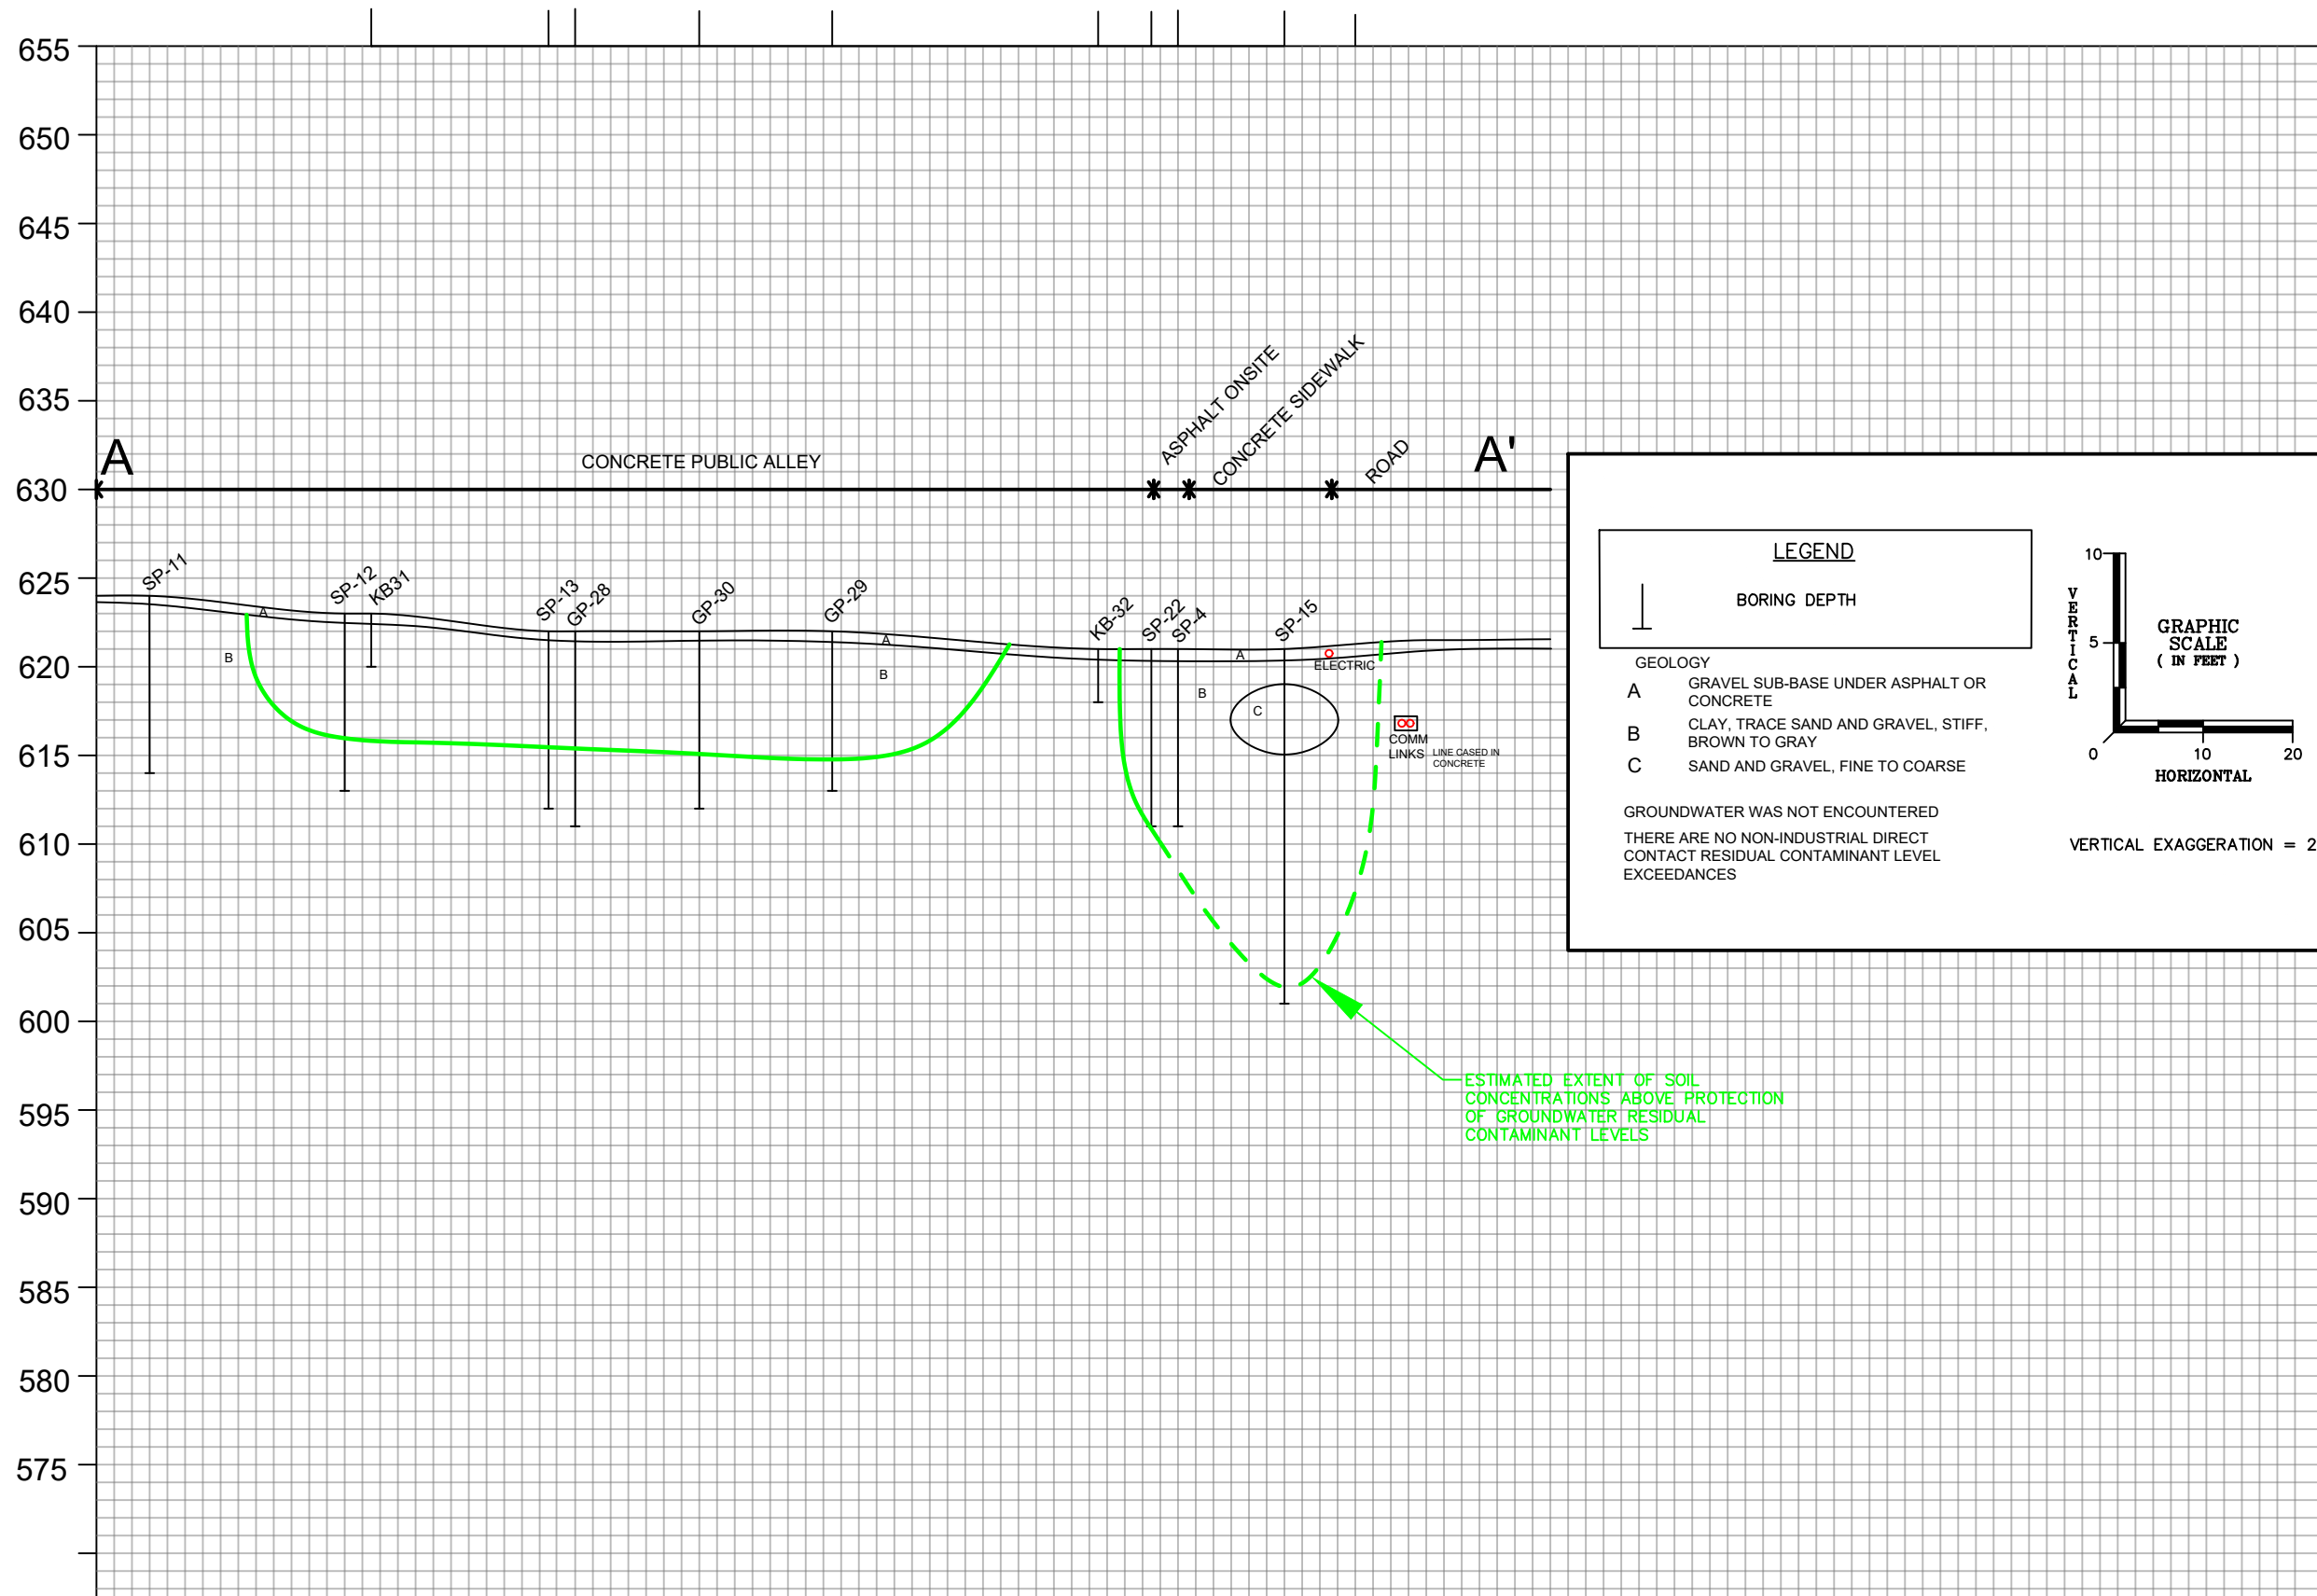 655
650
645
640
635
630
625
620
615
610
605
600
595
590
585
580
575
A
CONCRETE PUBLIC ALLEY
ASPHALT ONSITE
CONCRETE SIDEWALK
ROAD
A'
SP-11
SP-12
KB31
SP-13
GP-28
GP-30
GP-29
KB-32
SP-22
SP-4
SP-15
A
B
A
B
A
B
C
ELECTRIC
COMM
LINKS
LINE CASED IN
CONCRETE
ESTIMATED EXTENT OF SOIL
CONCENTRATIONS ABOVE PROTECTION
OF GROUNDWATER RESIDUAL
CONTAMINANT LEVELS
LEGEND
BORING DEPTH
GEOLOGY
A GRAVEL SUB-BASE UNDER ASPHALT OR
CONCRETE
B CLAY, TRACE SAND AND GRAVEL, STIFF,
BROWN TO GRAY
C SAND AND GRAVEL, FINE TO COARSE
GROUNDWATER WAS NOT ENCOUNTERED
THERE ARE NO NON-INDUSTRIAL DIRECT
CONTACT RESIDUAL CONTAMINANT LEVEL
EXCEEDANCES
VERTICAL
10
5
GRAPHIC
SCALE
( IN FEET )
0 10 20
HORIZONTAL
VERTICAL EXAGGERATION = 2